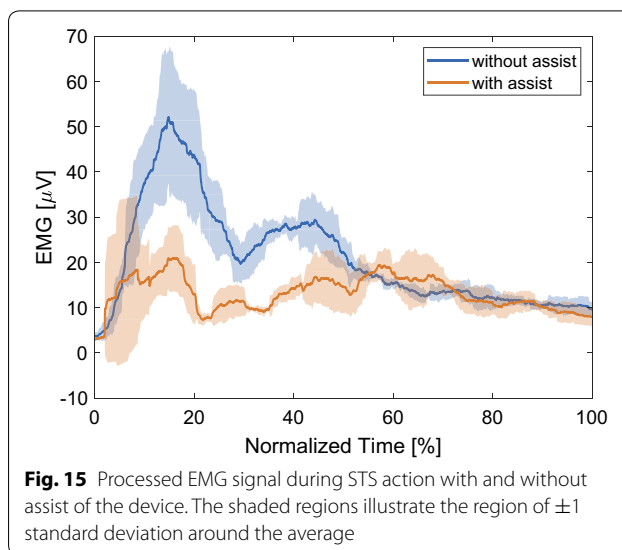 70
60
50
40
30
20
10
0
-10
EMG [μV]
without assist
with assist
0 20 40 60 80 100
Normalized Time [%]
Fig. 15 Processed EMG signal during STS action with and without
assist of the device. The shaded regions illustrate the region of ±1
standard deviation around the average